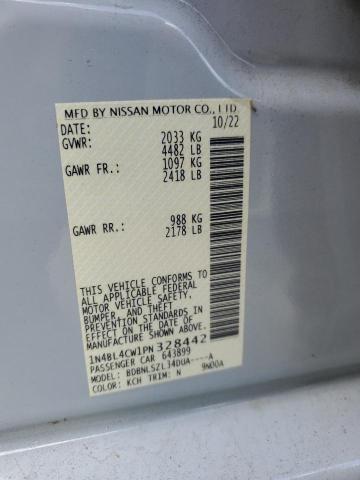 MFD BY NISSAN MOTOR CO., LTD
DATE: 10/22
GVWR: 2033 KG
4482 LB
GAWR FR.: 1097 KG
2418 LB
GAWR RR.: 988 KG
2178 LB
THIS VEHICLE CONFORMS TO
ALL APPLICABLE FEDERAL
MOTOR VEHICLE SAFETY,
BUMPER, AND THEFT
PREVENTION STANDARDS IN
EFFECT ON THE DATE OF
MANUFACTURE SHOWN ABOVE.
1N4BL4CW1PN328442
PASSENGER CAR 643899
MODEL: BDBNLSZL34DUA----A
COLOR: KCH TRIM: N 9N00A